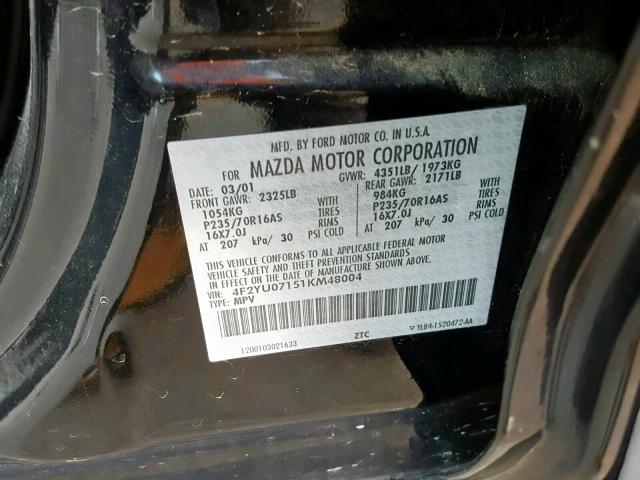 MFD. BY FORD MOTOR CO. IN U.S.A.
FOR MAZDA MOTOR CORPORATION
DATE: 03/01 GVWR: 4351LB/ 1973KG
FRONT GAWR: 2325LB REAR GAWR: 2171LB
1054KG WITH 984KG WITH
P235/70R16AS TIRES P235/70R16AS TIRES
16X7.0J RIMS 16X7.0J RIMS
AT 207 kPa/ 30 PSI COLD AT 207 kPa/ 30 PSI COLD
THIS VEHICLE CONFORMS TO ALL APPLICABLE FEDERAL MOTOR
VEHICLE SAFETY AND THEFT PREVENTION STANDARDS
IN EFFECT ON THE DATE OF MANUFACTURE SHOWN ABOVE.
VIN: 4F2YU07151KM48004
TYPE: MPV
1200103021633 ZTC YL84-1520472-AA